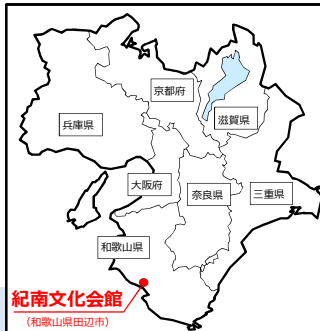 京都府
兵庫県
滋賀県
大阪府
奈良県
三重県
和歌山県
紀南文化会館
(和歌山県田辺市)